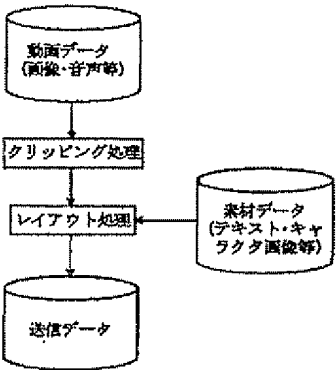 動画データ
(画像・音声等)
クリッピング処理
レイアウト処理
素材データ
(テキスト・キャ
ラクタ画像等)
送信データ